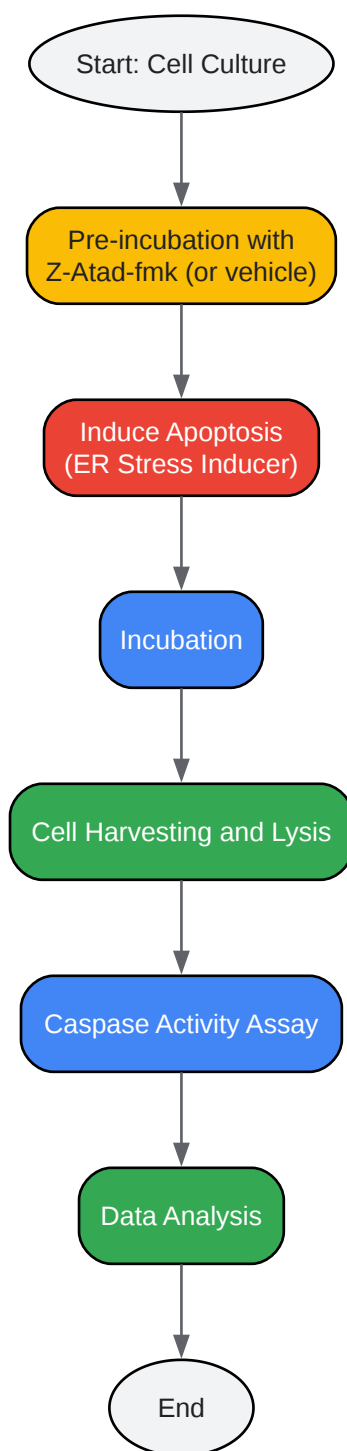 Start: Cell Culture
Pre-incubation with
Z-Atad-fmk (or vehicle)
Induce Apoptosis
(ER Stress Inducer)
Incubation
Cell Harvesting and Lysis
Caspase Activity Assay
Data Analysis
End